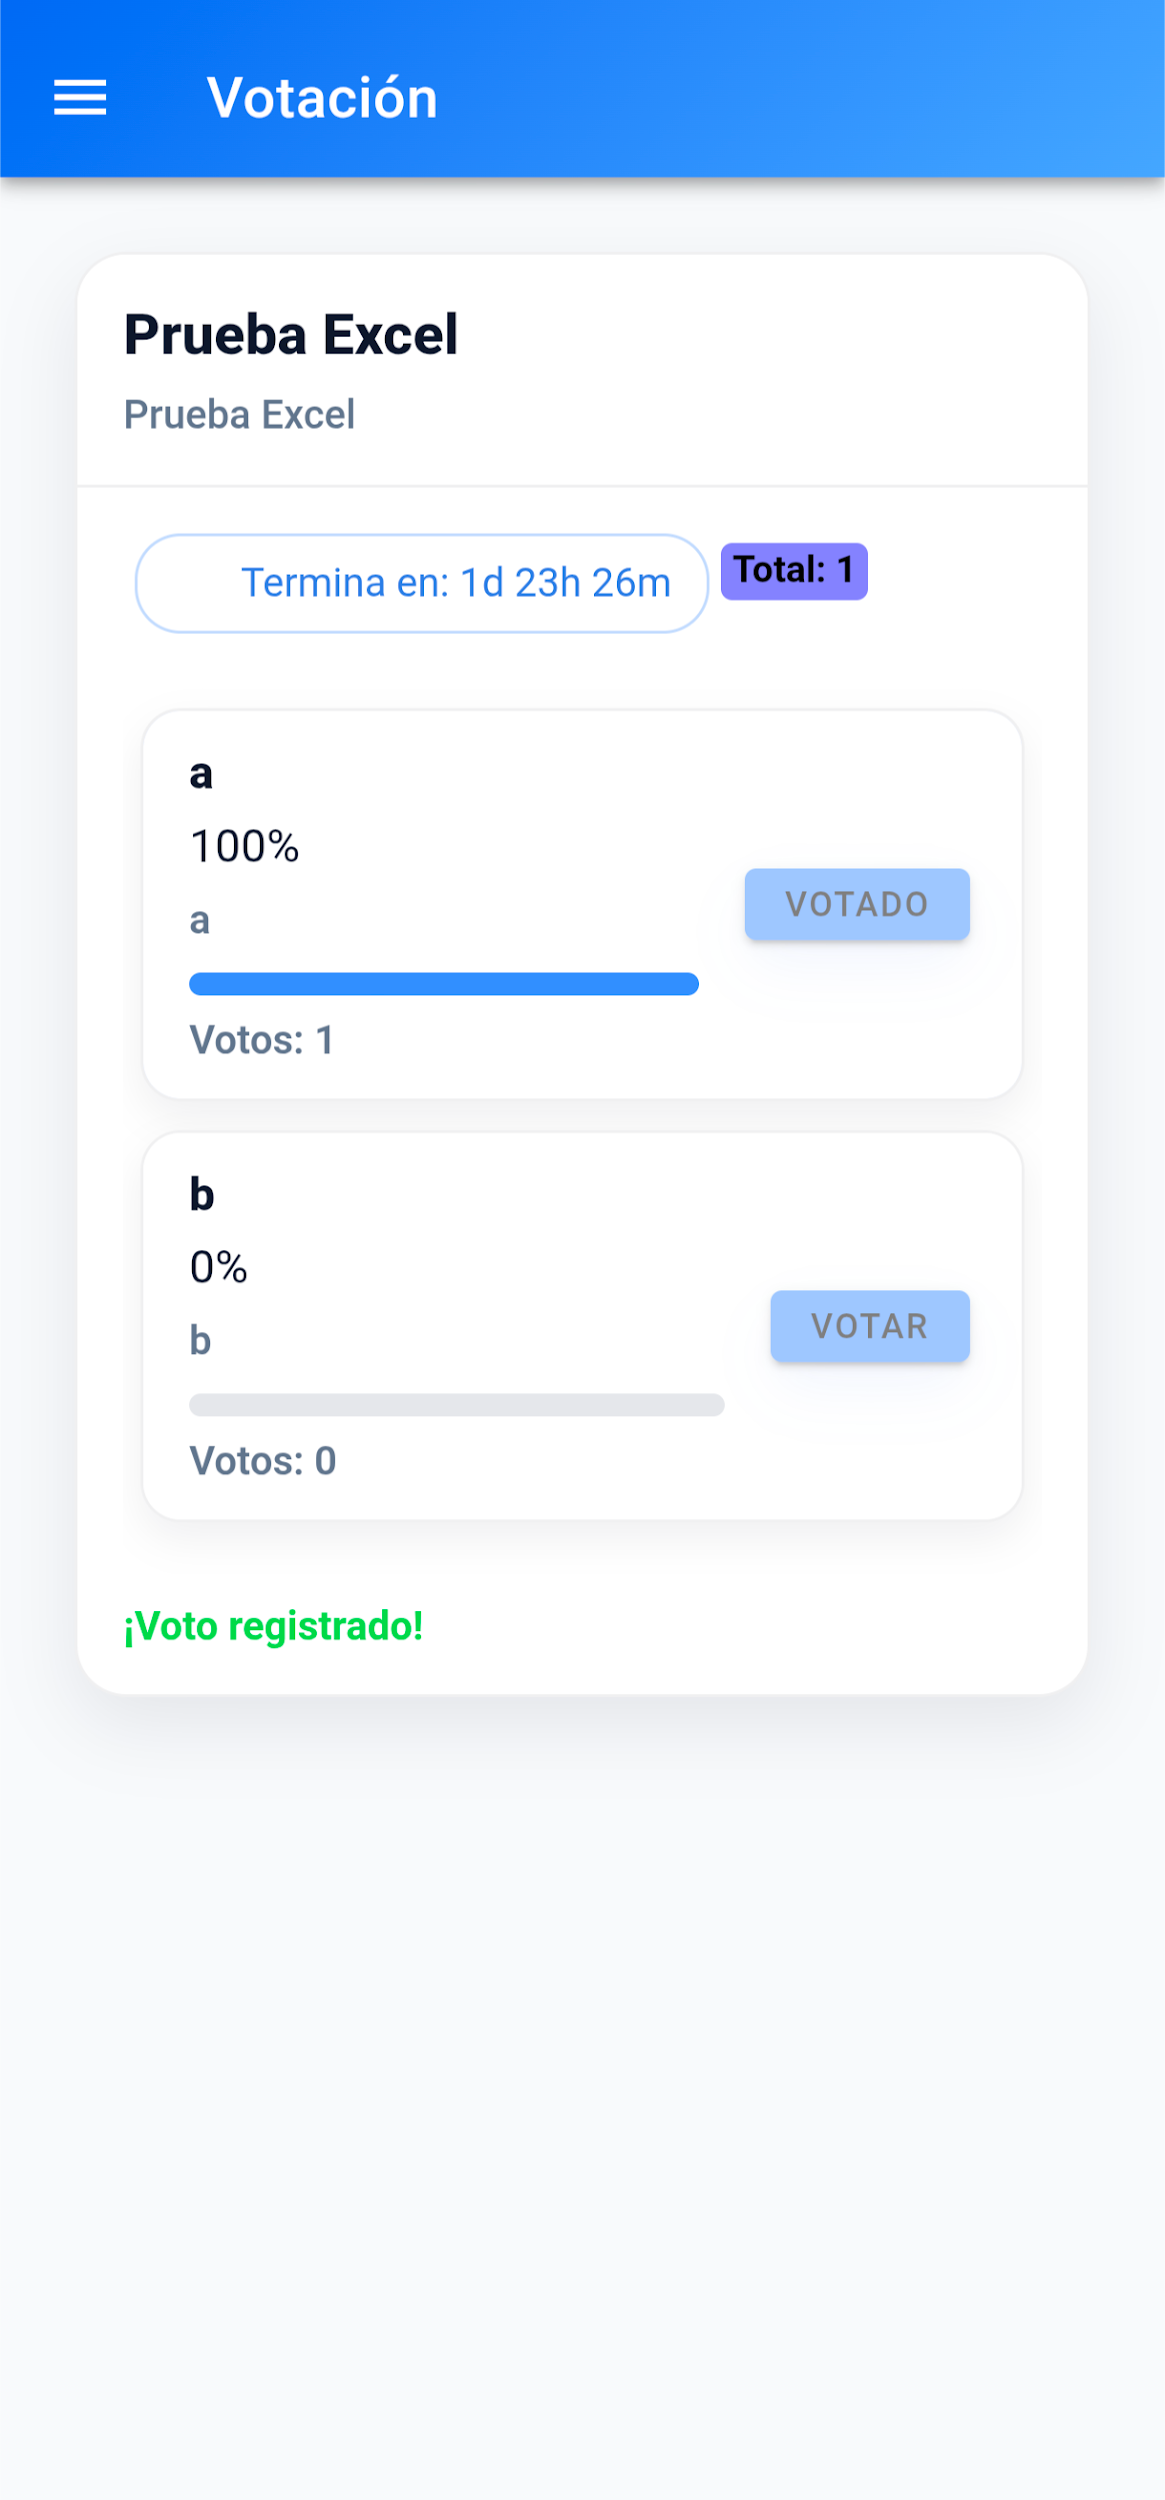 Votación
Prueba Excel
Prueba Excel
Termina en: 1d 23h 26m
Total: 1
a
100%
a
VOTADO
Votos: 1
b
0%
b
VOTAR
Votos: 0
¡Voto registrado!